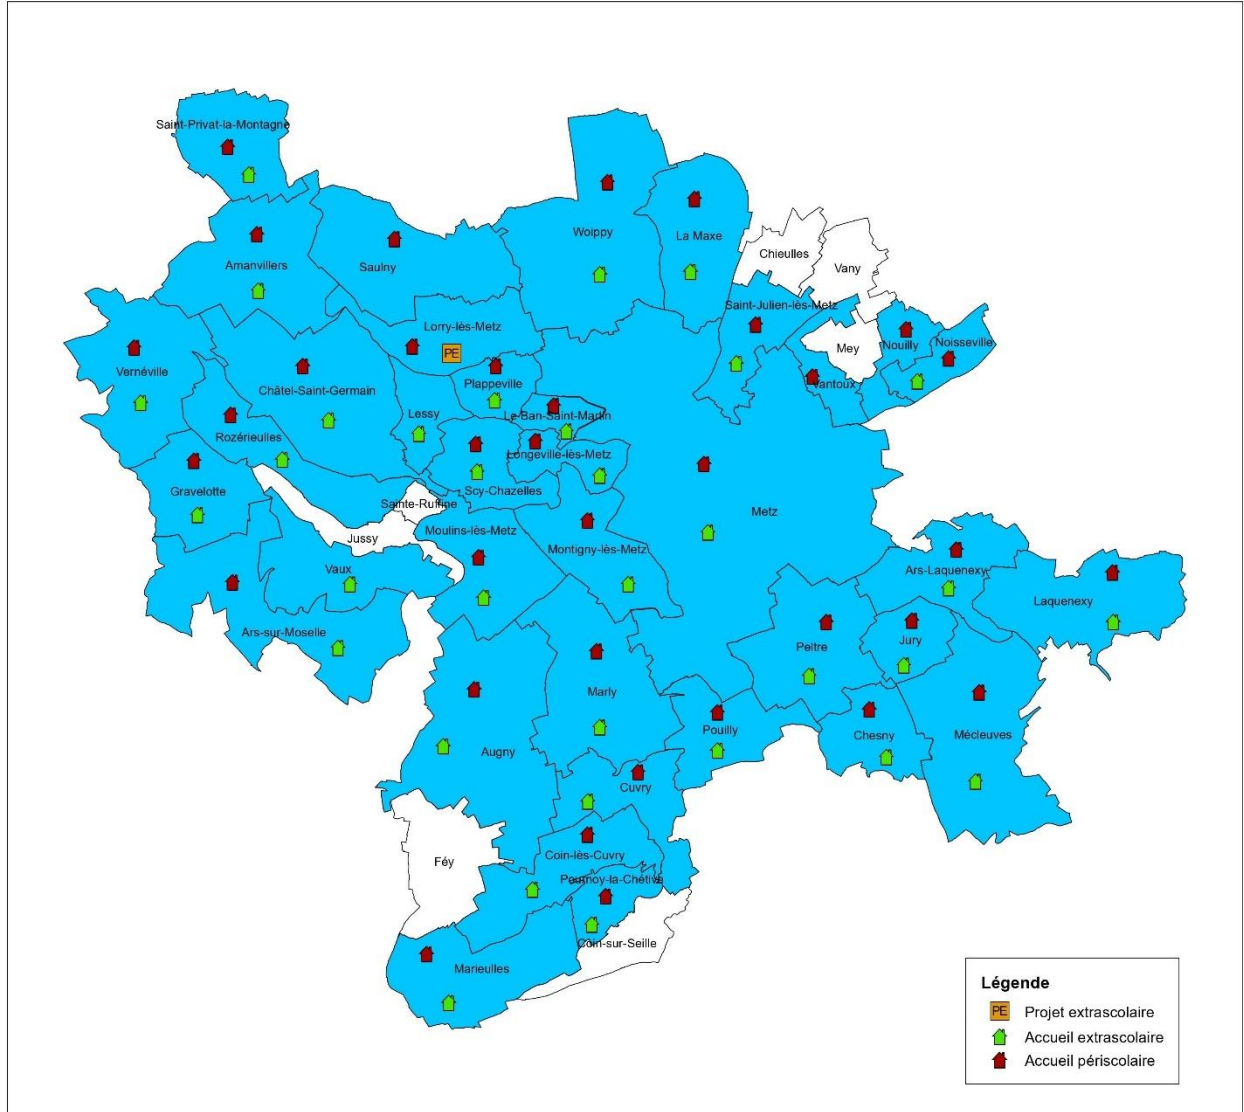 Saint-Privat-la-Montagne
Woippy
La Maxe
Chieulles
Vany
Amanvillers
Saulny
Saint-Julien-lès-Metz
Lorry-lès-Metz
PE
Mey
Nouilly
Noisseville
Vernéville
Châtel-Saint-Germain
Plappeville
Vantoux
Lessy
Le Ban-Saint-Martin
Rozérieulles
Longeville-lès-Metz
Gravelotte
Scy-Chazelles
Sainte-Ruffine
Metz
Jussy
Moulins-lès-Metz
Montigny-lès-Metz
Vaux
Ars-Laquenexy
Laquenexy
Ars-sur-Moselle
Peltre
Jury
Marly
Augny
Pouilly
Chesny
Mécleuves
Cuvry
Féy
Coin-lès-Cuvry
Pournoy-la-Chétive
Coin-sur-Seille
Marieulles
Légende
PE Projet extrascolaire
Accueil extrascolaire
Accueil périscolaire